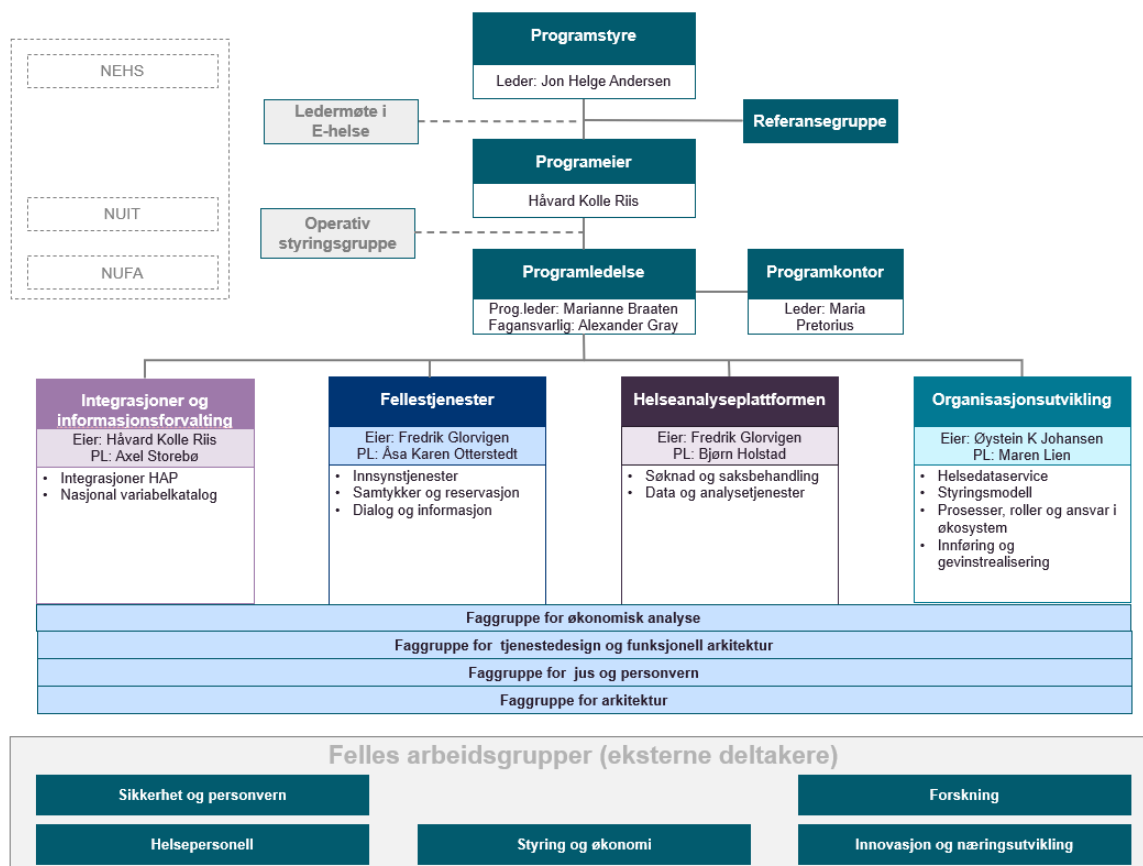 NEHS
NUIT
NUFA
Programstyre
Leder: Jon Helge Andersen
Ledermøte i
E-helse
Referansegruppe
Programeier
Håvard Kolle Riis
Operativ
styringsgruppe
Programledelse
Prog.leder: Marianne Braaten
Fagansvarlig: Alexander Gray
Programkontor
Leder: Maria
Pretorius
Integrasjoner og
informasjonsforvalting
Eier: Håvard Kolle Riis
PL: Axel Storebø
• Integrasjoner HAP
• Nasjonal variabelkatalog
Fellestjenester
Eier: Fredrik Glorvigen
PL: Åsa Karen Otterstedt
• Innsynstjenester
• Samtykker og reservasjon
• Dialog og informasjon
Helseanalyseplattformen
Eier: Fredrik Glorvigen
PL: Bjørn Holstad
• Søknad og saksbehandling
• Data og analysetjenester
Organisasjonsutvikling
Eier: Øystein K Johansen
PL: Maren Lien
• Helsedataservice
• Styringsmodell
• Prosesser, roller og ansvar i
økosystem
• Innføring og
gevinstrealisering
Faggruppe for økonomisk analyse
Faggruppe for tjenestedesign og funksjonell arkitektur
Faggruppe for jus og personvern
Faggruppe for arkitektur
Felles arbeidsgrupper (eksterne deltakere)
Sikkerhet og personvern
Forskning
Helsepersonell
Styring og økonomi
Innovasjon og næringsutvikling